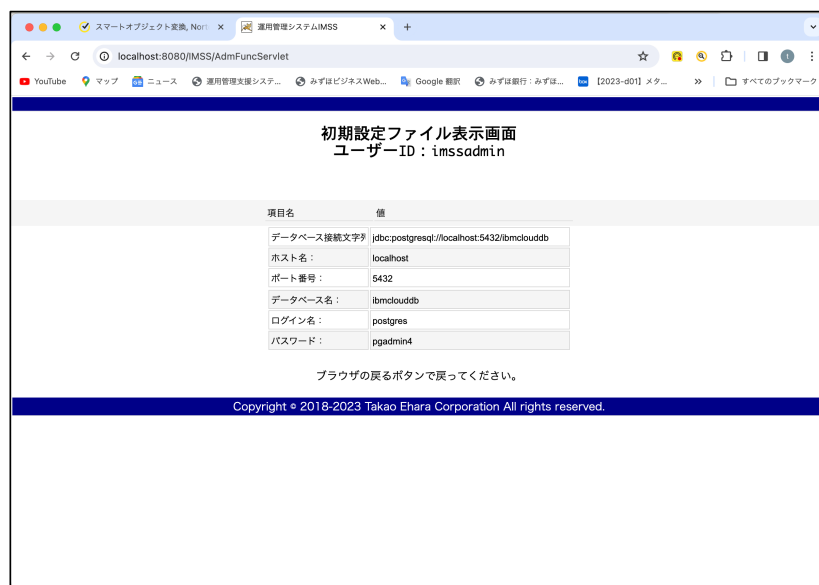 スマートオブジェクト変換, Nort
運用管理システムIMSS
localhost:8080/IMSS/AdmFuncServlet
YouTube マップ ニュース 運用管理支援システ... みずほビジネスWeb... Google 翻訳 みずほ銀行：みずほ... 【2023-d01】メタ... » すべてのブックマーク
初期設定ファイル表示画面
ユーザーID：imssadmin
項目名 値
データベース接続文字列 jdbc:postgresql://localhost:5432/ibmclouddb
ホスト名： localhost
ポート番号： 5432
データベース名： ibmclouddb
ログイン名： postgres
パスワード： pgadmin4
ブラウザの戻るボタンで戻ってください。
Copyright © 2018-2023 Takao Ehara Corporation All rights reserved.